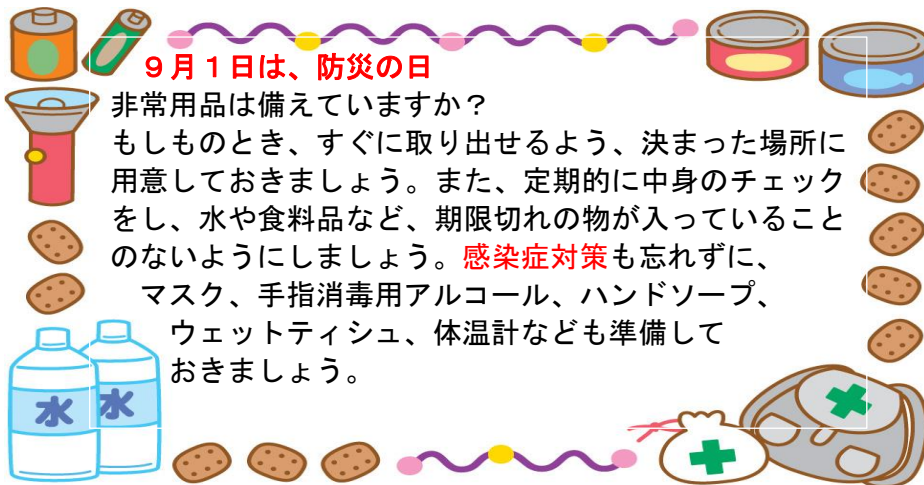 ９月１日は、防災の日
非常用品は備えていますか？
もしものとき、すぐに取り出せるよう、決まった場所に
用意しておきましょう。また、定期的に中身のチェック
をし、水や食料品など、期限切れの物が入っていること
のないようにしましょう。感染症対策も忘れずに、
マスク、手指消毒用アルコール、ハンドソープ、
ウェットティシュ、体温計なども準備して
おきましょう。
水
水